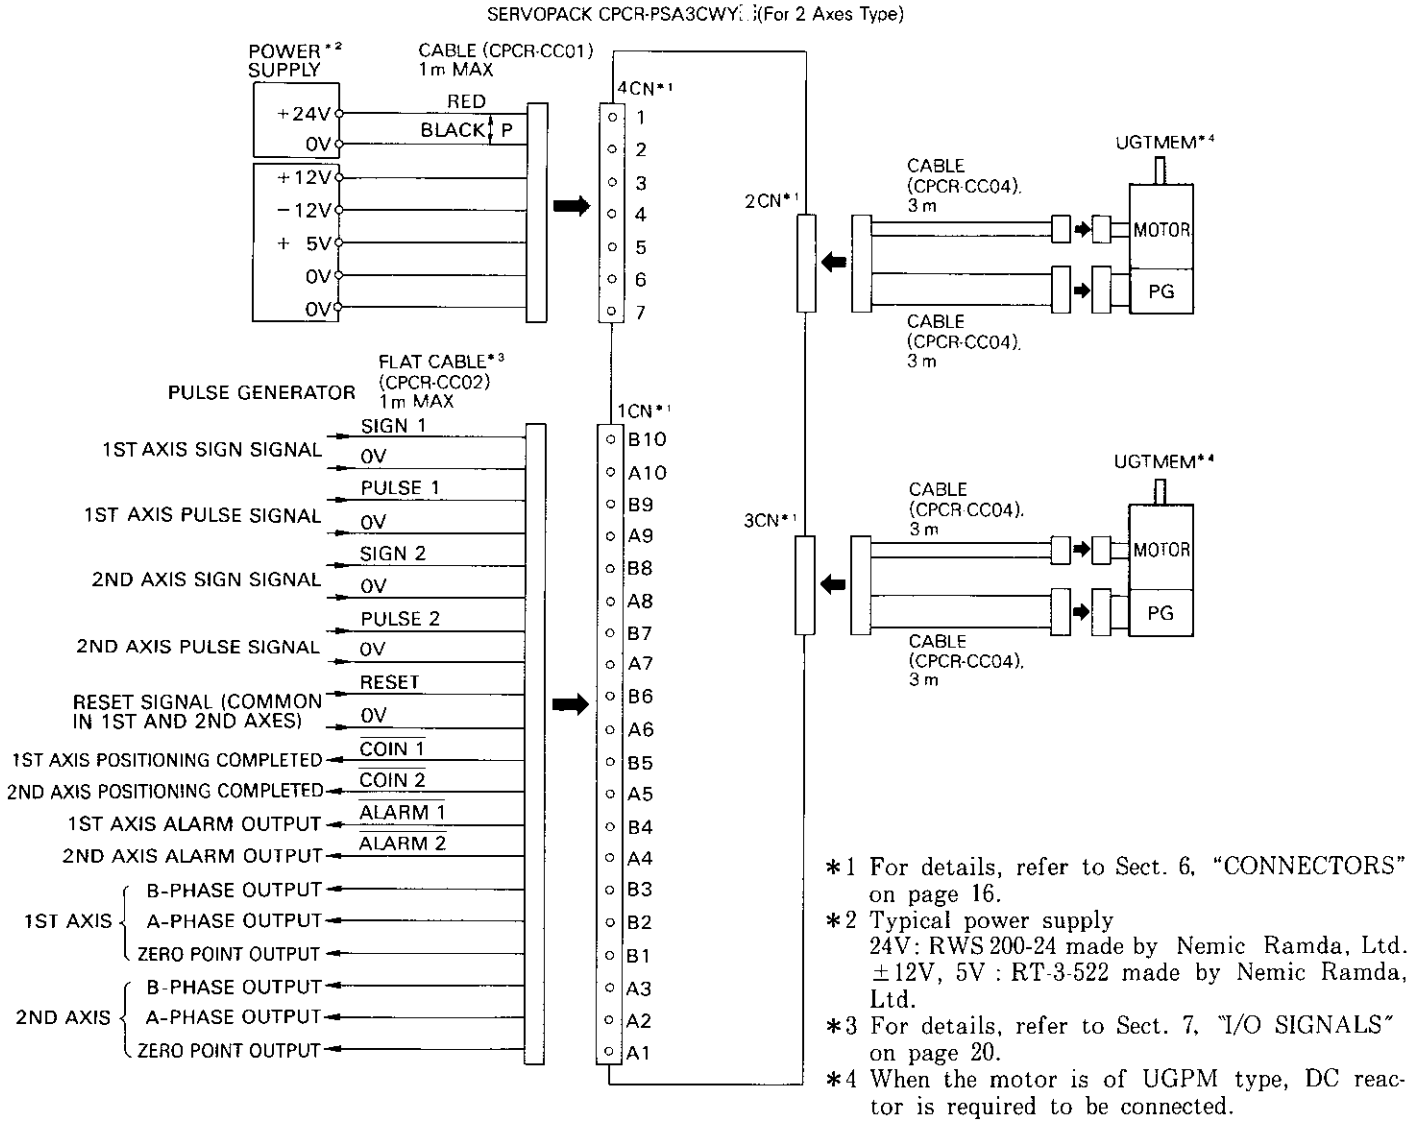 SERVOPACK CPCR-PSA3CWY (For 2 Axes Type)
POWER *2
SUPPLY
CABLE (CPCR-CC01)
1m MAX
+24V
RED
BLACK
P
0V
+12V
-12V
+ 5V
0V
0V
4CN*1
1
2
3
4
5
6
7
2CN*1
CABLE
(CPCR-CC04).
3 m
UGTMEM*4
MOTOR
PG
CABLE
(CPCR-CC04).
3 m
PULSE GENERATOR
FLAT CABLE*3
(CPCR-CC02)
1m MAX
1CN*1
1ST AXIS SIGN SIGNAL
SIGN 1
0V
1ST AXIS PULSE SIGNAL
PULSE 1
0V
2ND AXIS SIGN SIGNAL
SIGN 2
0V
2ND AXIS PULSE SIGNAL
PULSE 2
0V
RESET SIGNAL (COMMON
IN 1ST AND 2ND AXES)
RESET
0V
1ST AXIS POSITIONING COMPLETED
COIN 1
2ND AXIS POSITIONING COMPLETED
COIN 2
1ST AXIS ALARM OUTPUT
ALARM 1
2ND AXIS ALARM OUTPUT
ALARM 2
1ST AXIS
B-PHASE OUTPUT
A-PHASE OUTPUT
ZERO POINT OUTPUT
2ND AXIS
B-PHASE OUTPUT
A-PHASE OUTPUT
ZERO POINT OUTPUT
B10
A10
B9
A9
B8
A8
B7
A7
B6
A6
B5
A5
B4
A4
B3
B2
B1
A3
A2
A1
3CN*1
CABLE
(CPCR-CC04).
3 m
UGTMEM*4
MOTOR
PG
CABLE
(CPCR-CC04).
3 m
*1 For details, refer to Sect. 6, "CONNECTORS"
on page 16.
*2 Typical power supply
24V: RWS 200-24 made by Nemic Ramda, Ltd.
±12V, 5V : RT-3-522 made by Nemic Ramda,
Ltd.
*3 For details, refer to Sect. 7, "I/O SIGNALS"
on page 20.
*4 When the motor is of UGPM type, DC reac-
tor is required to be connected.